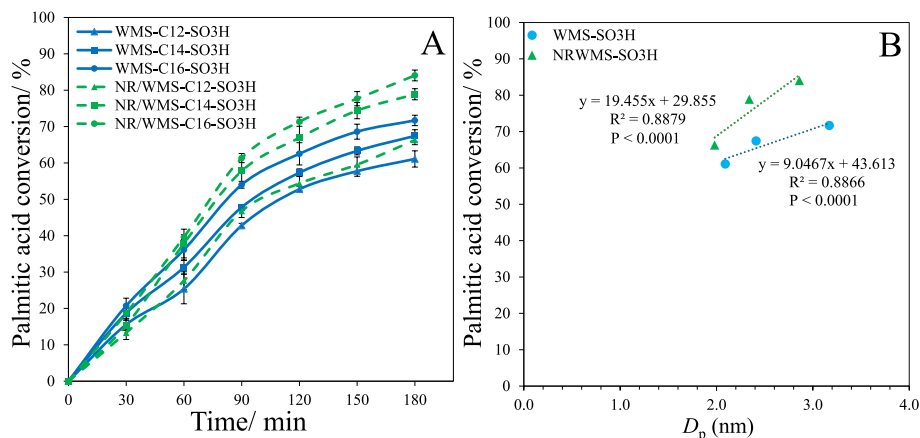 A
WMS-C12-SO3H
WMS-C14-SO3H
WMS-C16-SO3H
NR/WMS-C12-SO3H
NR/WMS-C14-SO3H
NR/WMS-C16-SO3H
Palmitic acid conversion/ %
100
90
80
70
60
50
40
30
20
10
0
0 30 60 90 120 150 180
Time/ min
B
WMS-SO3H
NRWMS-SO3H
y = 19.455x + 29.855
R² = 0.8879
P < 0.0001
y = 9.0467x + 43.613
R² = 0.8866
P < 0.0001
Palmitic acid conversion/ %
100
90
80
70
60
50
40
30
20
10
0
0.0 1.0 2.0 3.0 4.0
Dp (nm)